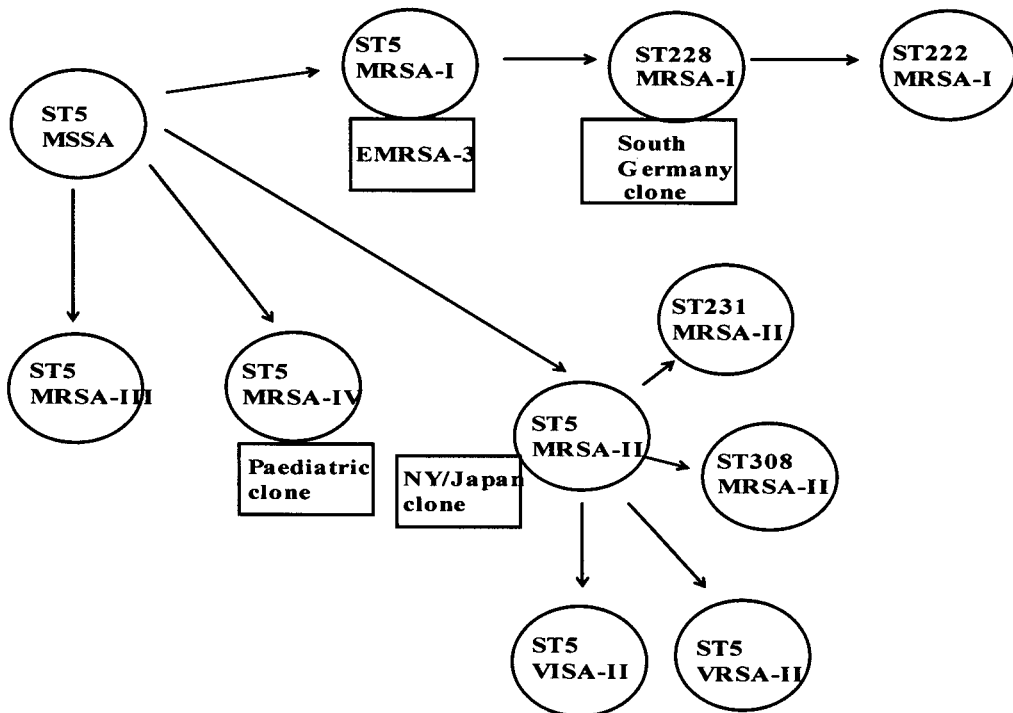 ST5
MRSA-I
ST228
MRSA-I
ST222
MRSA-I
ST5
MSSA
EMRSA-3
South
Germany
clone
ST231
MRSA-II
ST5
MRSA-III
ST5
MRSA-IV
ST5
MRSA-II
Paediatric
clone
NY/Japan
clone
ST308
MRSA-II
ST5
VISA-II
ST5
VRSA-II